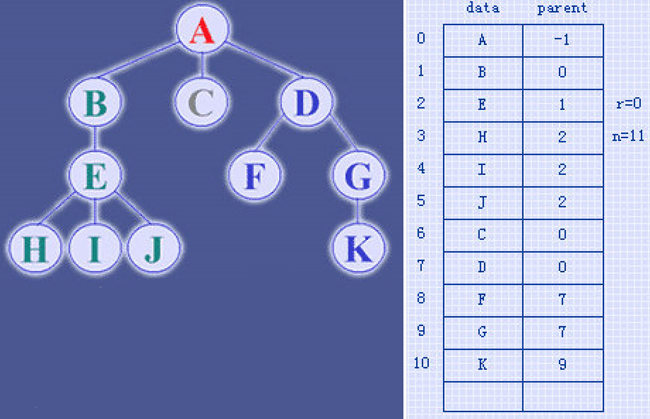 A
B C D
E F G
H I J K
data parent
0 A -1
1 B 0
2 E 1 r=0
3 H 2 n=11
4 I 2
5 J 2
6 C 0
7 D 0
8 F 7
9 G 7
10 K 9